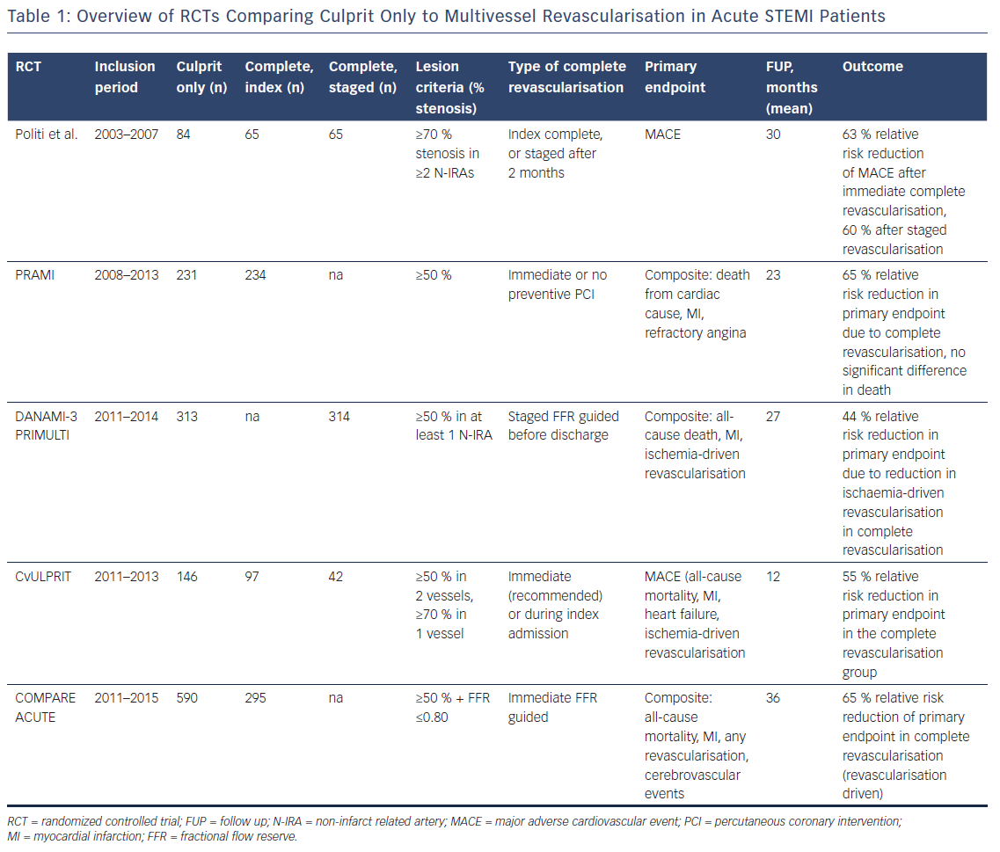 Table 1: Overview of RCTs Comparing Culprit Only to Multivessel Revascularisation in Acute STEMI Patients
RCT Inclusion period Culprit only (n) Complete, index (n) Complete, staged (n) Lesion criteria (% stenosis) Type of complete revascularisation Primary endpoint FUP, months (mean) Outcome
Politi et al. 2003–2007 84 65 65 ≥70 % Index complete, MACE 30 63 % relative
stenosis in or staged after risk reduction
≥2 N-IRAs 2 months of MACE after
immediate complete
revascularisation,
60 % after staged
revascularisation
PRAMI 2008–2013 231 234 na ≥50 % Immediate or no Composite: death 23 65 % relative
preventive PCI from cardiac risk reduction in
cause, MI, primary endpoint
refractory angina due to complete
revascularisation, no
significant difference
in death
DANAMI-3 2011–2014 313 na 314 ≥50 % in at Staged FFR guided Composite: all- 27 44 % relative
PRIMULTI least 1 N-IRA before discharge cause death, MI, risk reduction in
ischemia-driven primary endpoint
revascularisation due to reduction in
ischaemia-driven
revascularisation
in complete
revascularisation
CvULPRIT 2011–2013 146 97 42 ≥50 % in Immediate MACE (all-cause 12 55 % relative
2 vessels, (recommended) mortality, MI, risk reduction in
≥70 % in or during index heart failure, primary endpoint
1 vessel admission ischemia-driven in the complete
revascularisation revascularisation
group
COMPARE 2011–2015 590 295 na ≥50 % + FFR Immediate FFR Composite: 36 65 % relative risk
ACUTE ≤0.80 guided all-cause reduction of primary
mortality, MI, any endpoint in complete
revascularisation, revascularisation
cerebrovascular (revascularisation
events driven)
RCT = randomized controlled trial; FUP = follow up; N-IRA = non-infarct related artery; MACE = major adverse cardiovascular event; PCI = percutaneous coronary intervention;
MI = myocardial infarction; FFR = fractional flow reserve.